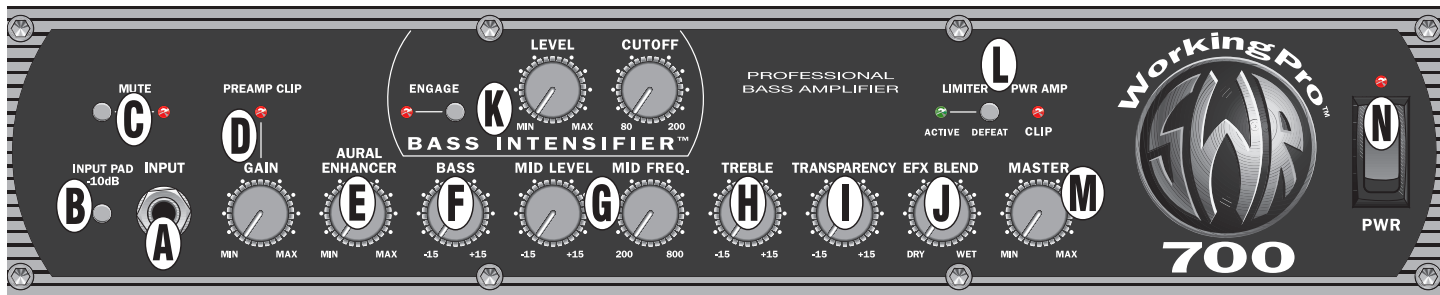 LEVEL CUTOFF
MUTE PREAMP CLIP ENGAGE K PROFESSIONAL BASS AMPLIFIER L LIMITER PWR AMP
C D MIN MAX 80 200 ACTIVE DEFEAT CLIP
BASS INTENSIFIER™
WorkingPro™
SWR
700
N
PWR
INPUT PAD
-10dB
INPUT
B
A
GAIN
MIN MAX
AURAL
ENHANCER
E
MIN MAX
BASS
F
-15 +15
MID LEVEL
-15 +15
G
MID FREQ.
200 800
TREBLE
H
-15 +15
TRANSPARENCY
I
-15 +15
EFX BLEND
J
DRY WET
MASTER
M
MIN MAX